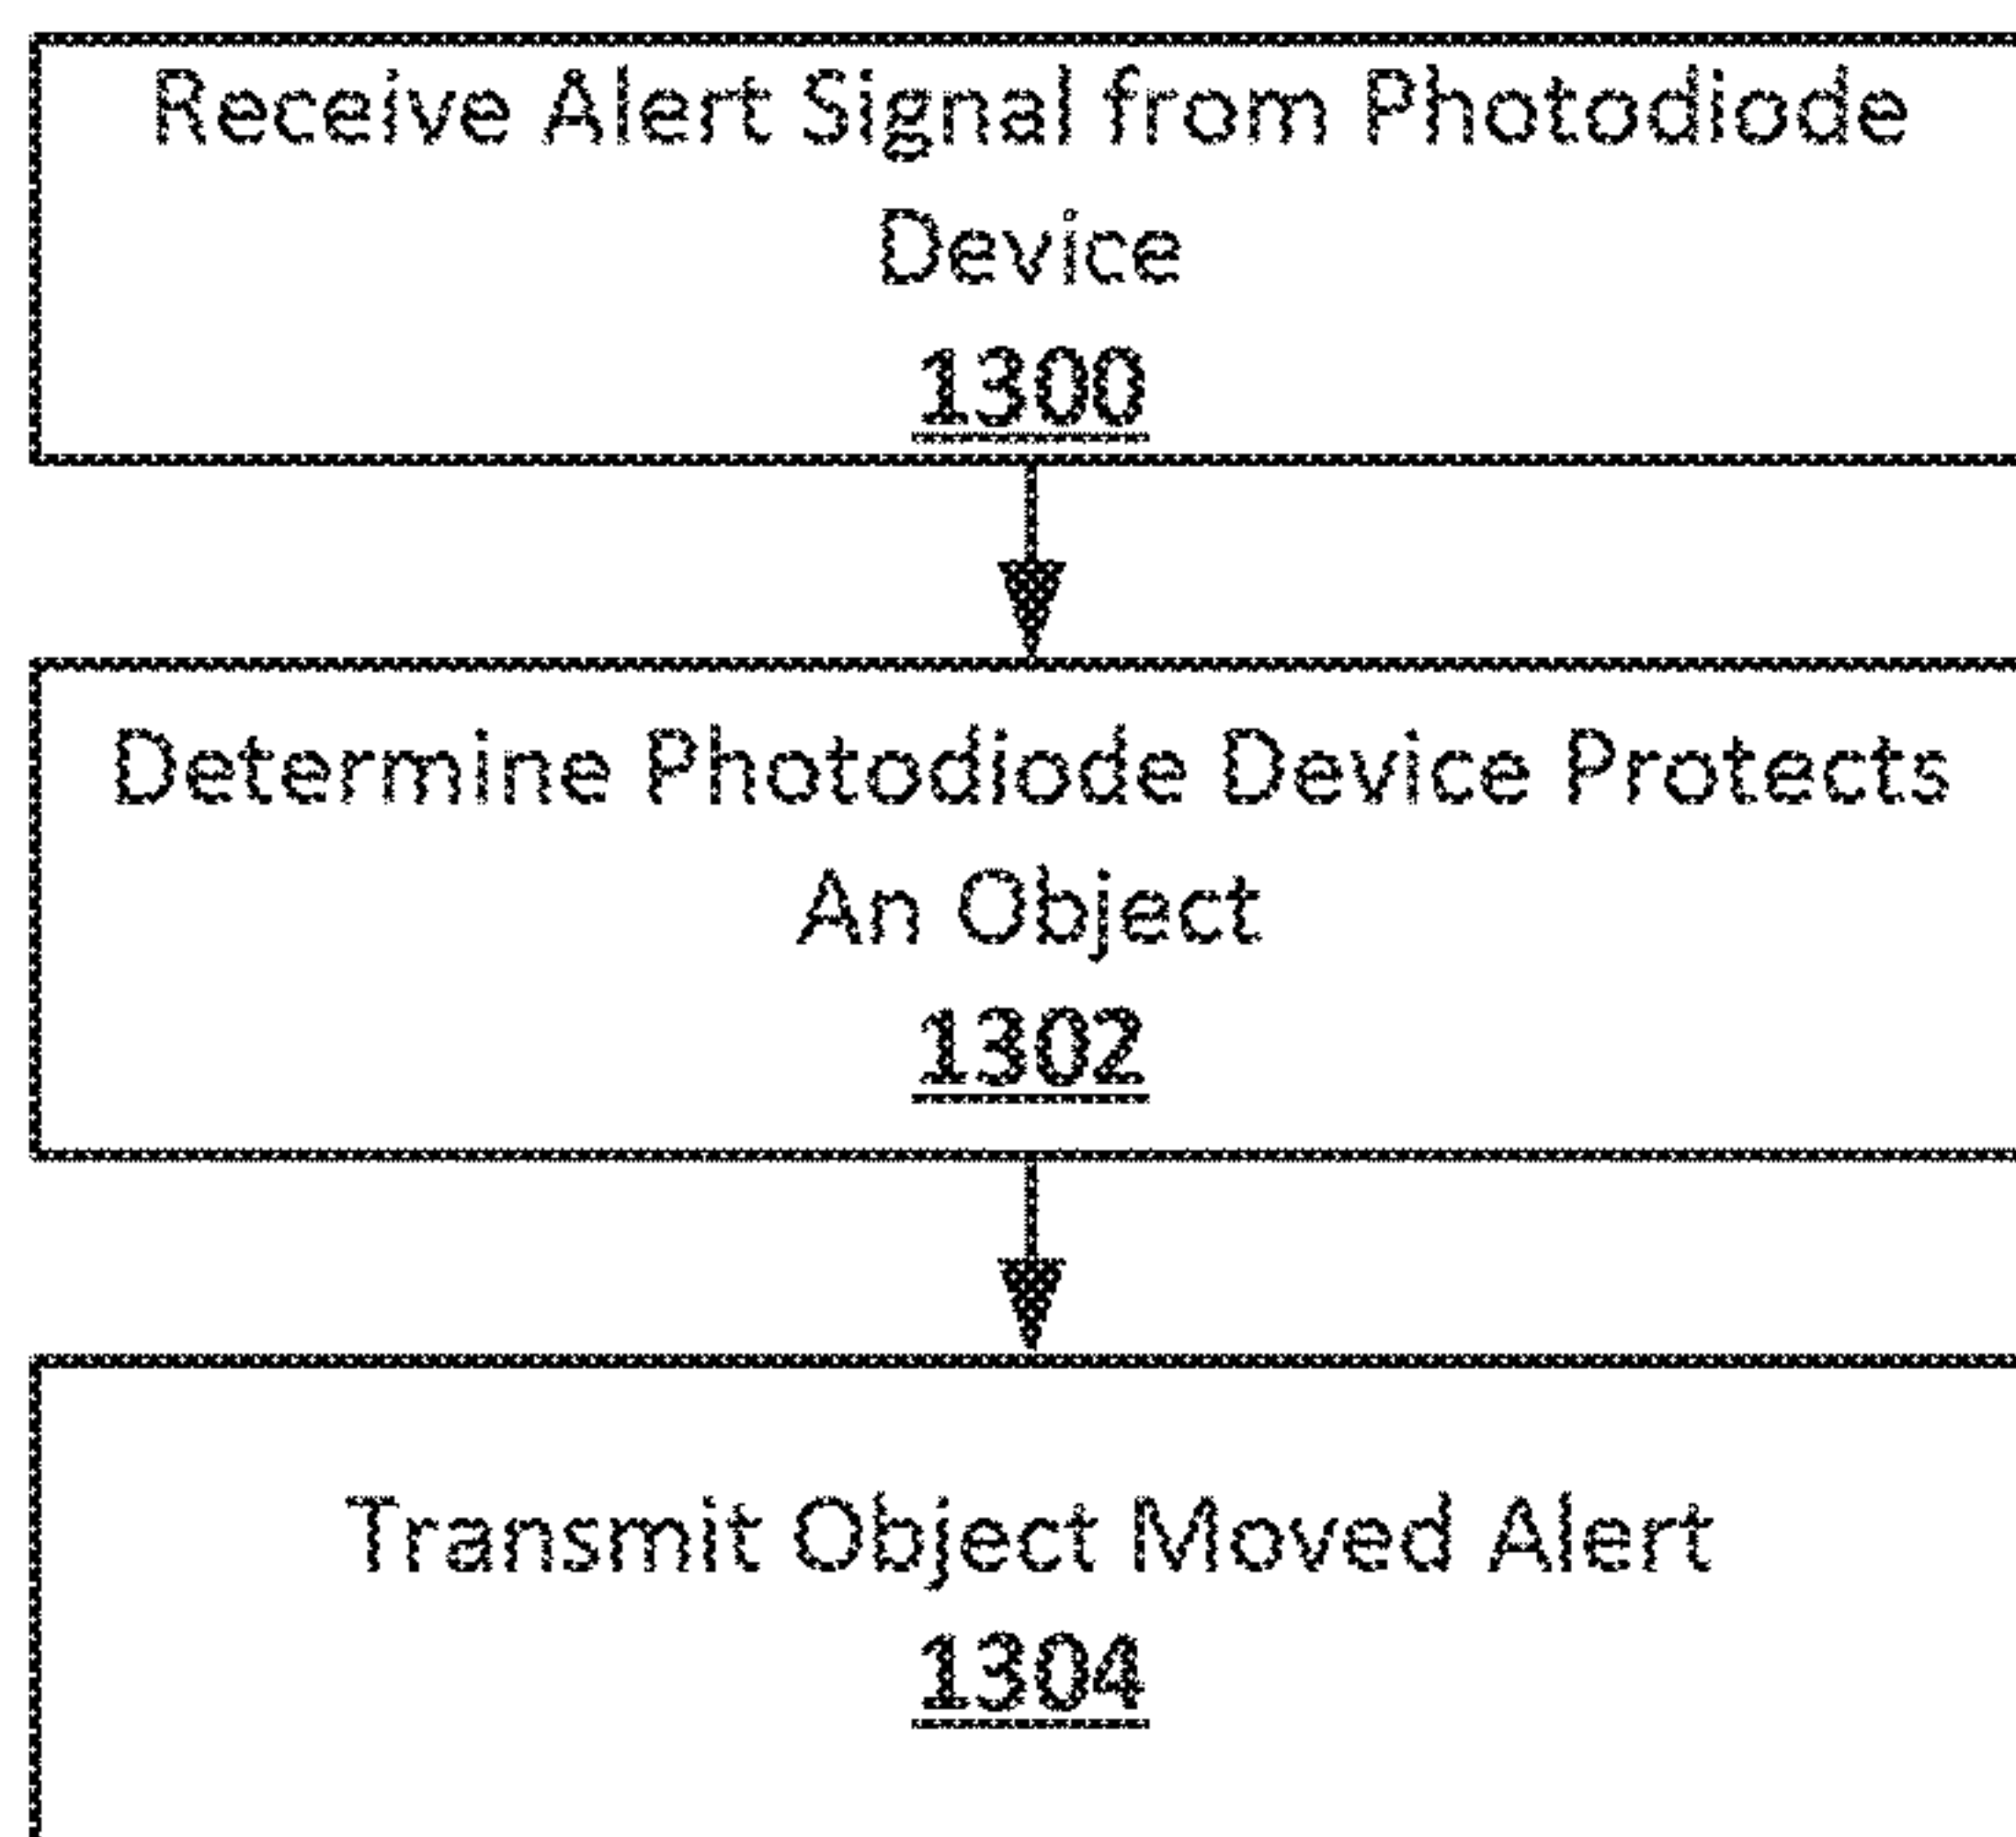 Receive Alert Signal from Photodiode
Device
1300
Determine Photodiode Device Protects
An Object
1302
Transmit Object Moved Alert
1304